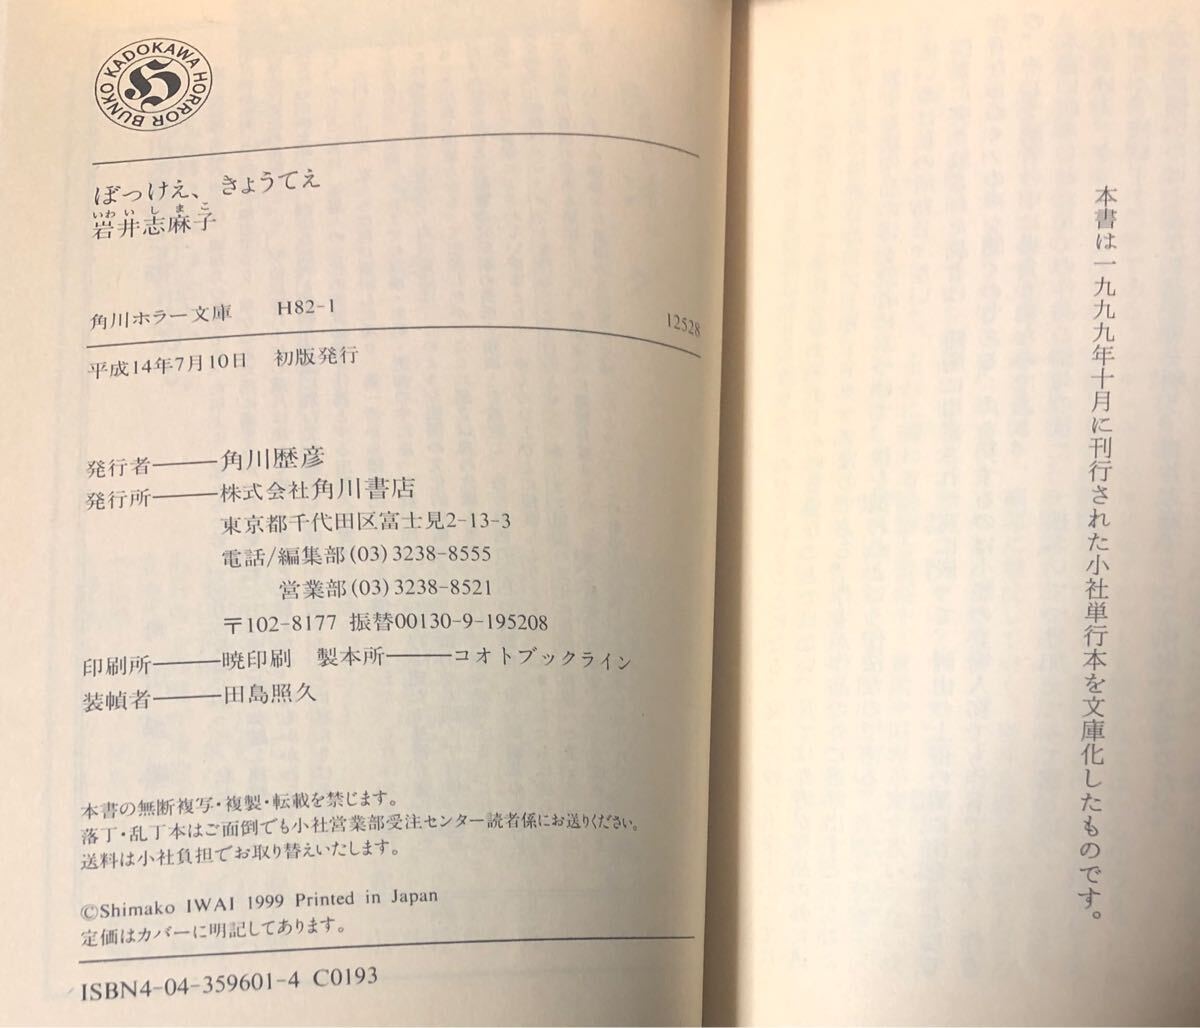 本書は一九九九年十月に刊行された小社単行本を文庫化したものです。
KADOKAWA HORROR BUNKO
H
ぼっけえ、きょうてえ
いわいしまこ
岩井志麻子
角川ホラー文庫 H82-1
12528
平成14年7月10日 初版発行
発行者――角川歴彦
発行所――株式会社角川書店
東京都千代田区富士見2-13-3
電話/編集部(03)3238-8555
営業部(03)3238-8521
〒102-8177 振替00130-9-195208
印刷所――暁印刷 製本所――コオトブックライン
装幀者――田島照久
本書の無断複写・複製・転載を禁じます。
落丁・乱丁本はご面倒でも小社営業部受注センター読者係にお送りください。
送料は小社負担でお取り替えいたします。
©Shimako IWAI 1999 Printed in Japan
定価はカバーに明記してあります。
ISBN4-04-359601-4 C0193